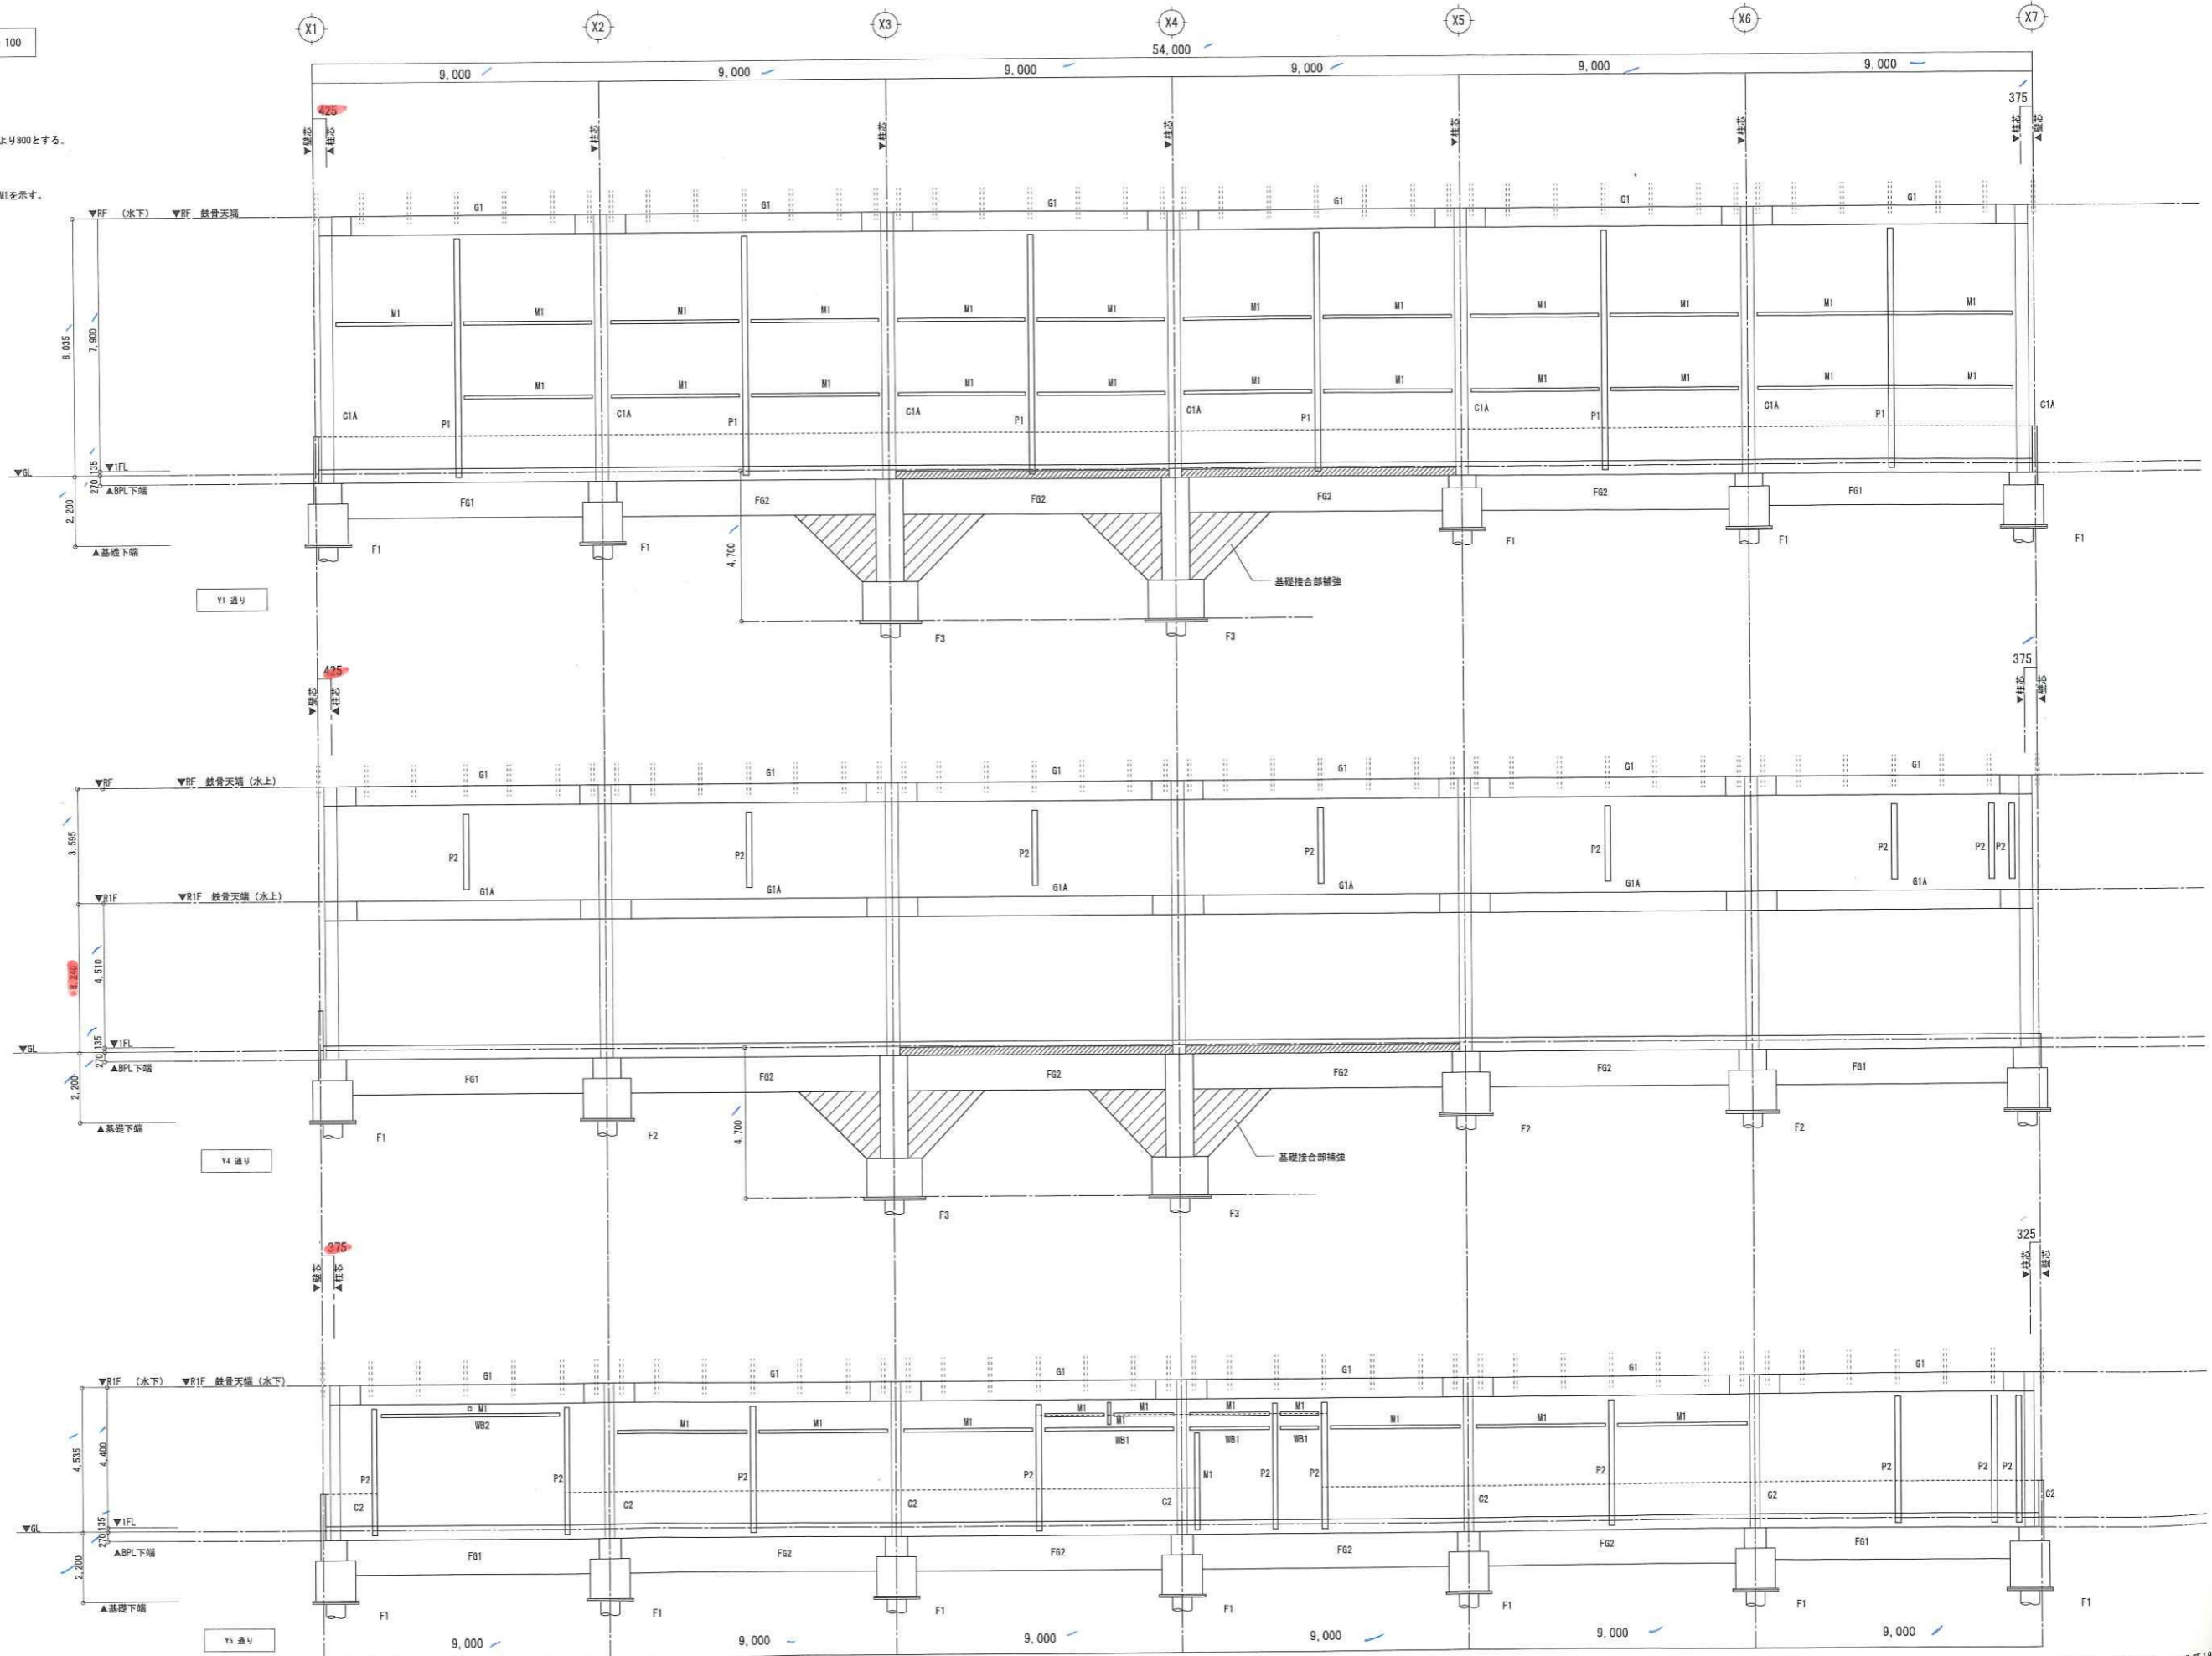 100
X1 X2 X3 X4 X5 X6 X7
54,000
9,000 9,000 9,000 9,000 9,000 9,000
425 375
▼壁芯 ▲柱芯 ▼柱芯 ▼柱芯 ▼柱芯 ▼柱芯 ▼柱芯 ▼柱芯 ▲壁芯
より800とする。
M1を示す。
▼RF (水下) ▼RF 鉄骨天端
G1 G1 G1 G1 G1 G1
8,035 7,900
M1 M1 M1 M1 M1 M1 M1 M1 M1 M1 M1 M1
M1 M1 M1 M1 M1 M1 M1 M1 M1 M1 M1
C1A P1 C1A P1 C1A P1 C1A P1 C1A P1 C1A P1 C1A
▼GL ▼1FL
135
270
▲BPL下端
2,200
FG1 FG2 FG2 FG2 FG2 FG1
▲基礎下端
4,700
F1 F1 F3 F3 F1 F1 F1
基礎接合部補強
Y1 通り
425 375
▼壁芯 ▲柱芯 ▼柱芯 ▲壁芯
▼RF ▼RF 鉄骨天端(水上)
G1 G1 G1 G1 G1 G1
3,595
P2 P2 P2 P2 P2 P2 P2 P2
▼R1F ▼R1F 鉄骨天端(水上)
G1A G1A G1A G1A G1A G1A
8,240 4,510
▼GL ▼1FL
135
270
▲BPL下端
2,200
FG1 FG2 FG2 FG2 FG2 FG1
▲基礎下端
4,700
F1 F2 F3 F3 F2 F2
基礎接合部補強
Y4 通り
375 325
▼壁芯 ▲柱芯 ▼柱芯 ▲壁芯
▼R1F (水下) ▼R1F 鉄骨天端(水下)
G1 G1 G1 G1 G1 G1
4,535 4,400
M1 M1 M1 M1 M1 M1 M1 M1 M1 M1 M1 M1
WB2 WB1 WB1 WB1
P2 P2 P2 P2 M1 P2 P2 P2 P2 P2 P2
C2 C2 C2 C2 C2 C2 C2
▼GL ▼1FL
135
270
▲BPL下端
2,200
FG1 FG2 FG2 FG2 FG2 FG1
▲基礎下端
F1 F1 F1 F1 F1 F1 F1
Y5 通り
9,000 9,000 9,000 9,000 9,000 9,000